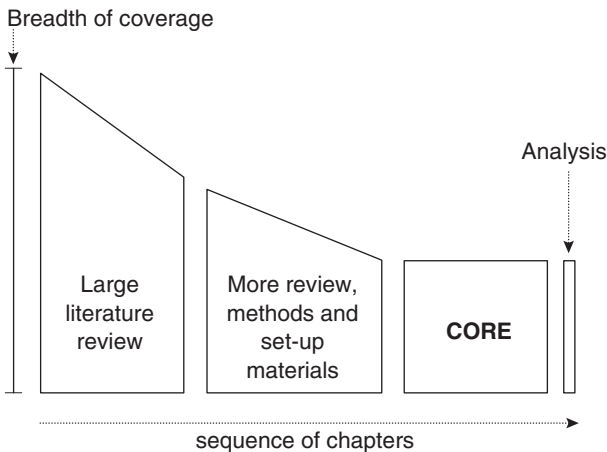 Breadth of coverage
Analysis
Large
literature
review
More review,
methods and
set-up
materials
CORE
sequence of chapters